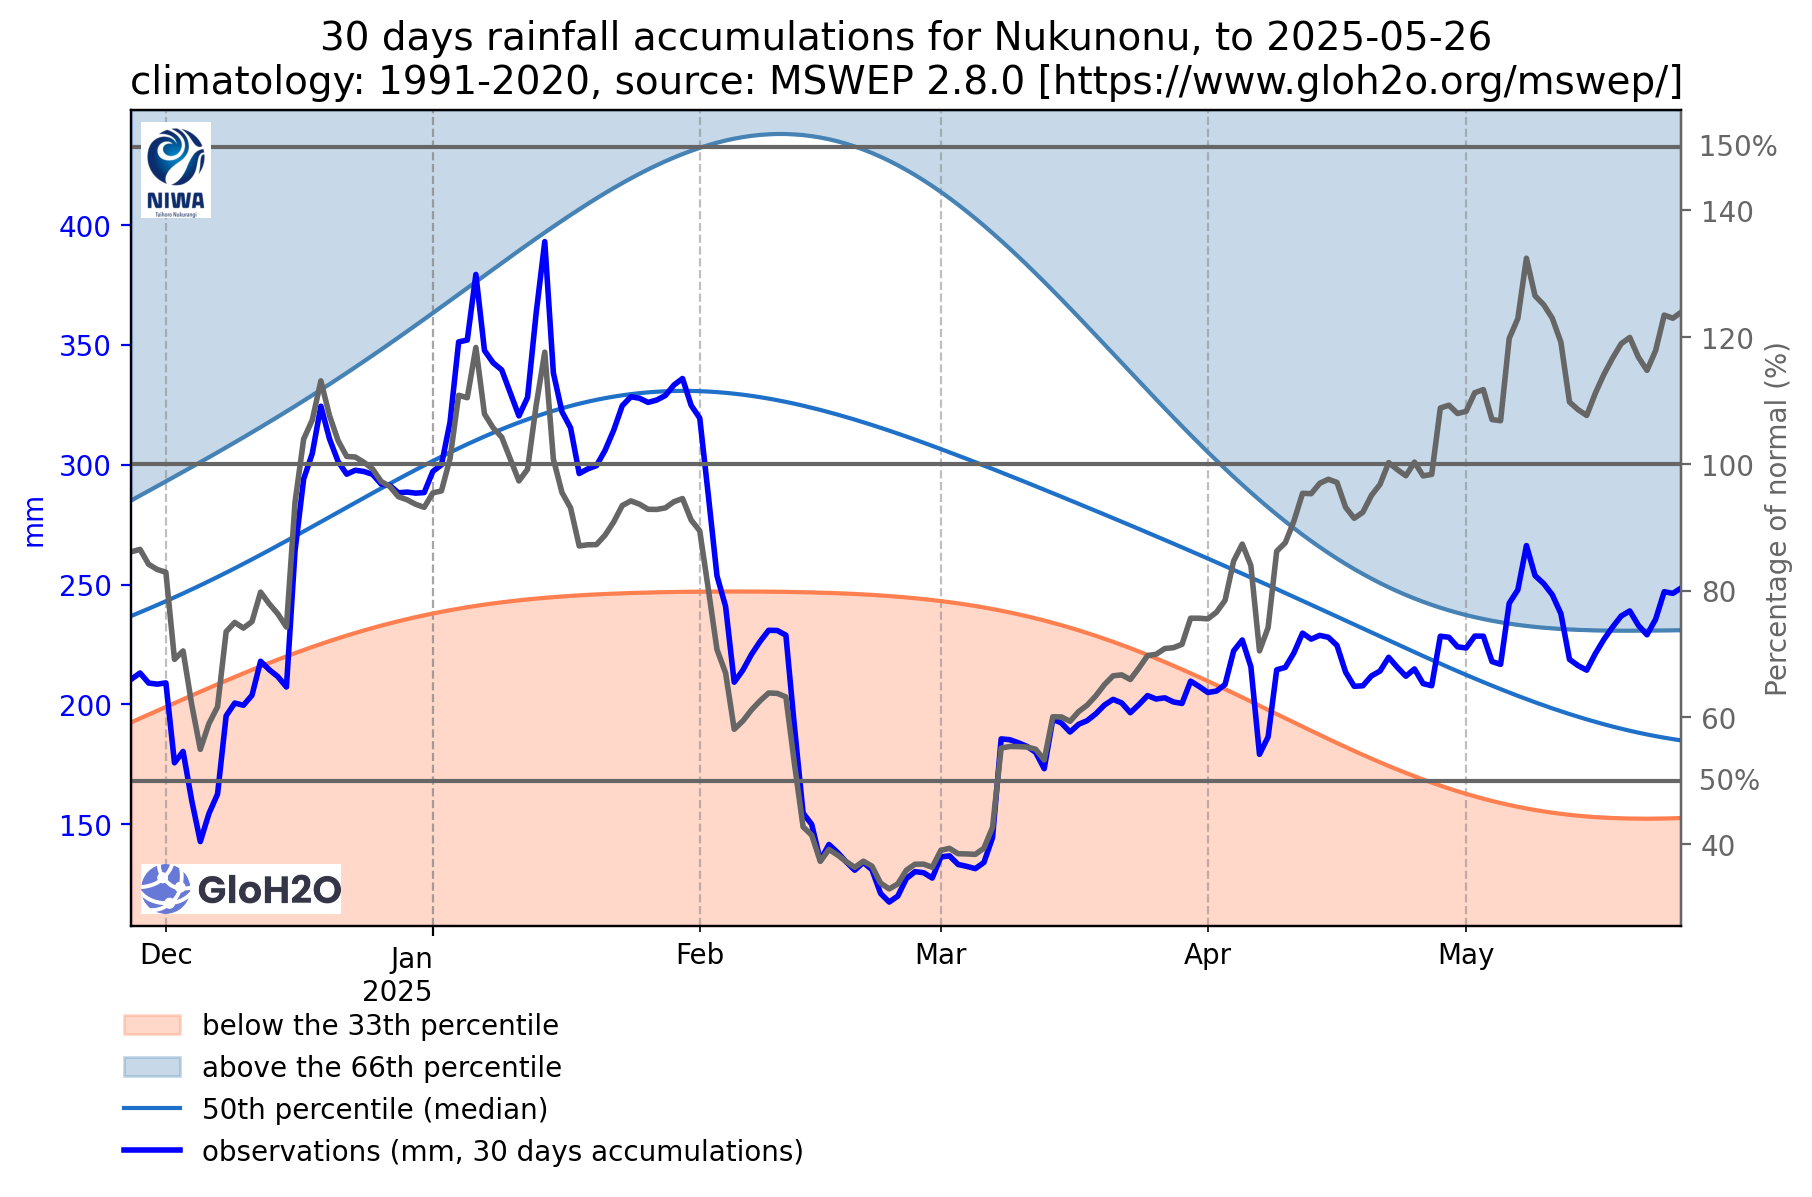 30 days rainfall accumulations for Nukunonu, to 2025-05-26
climatology: 1991-2020, source: MSWEP 2.8.0 [https://www.gloh2o.org/mswep/]
NIWA
Taihoro Nukurangi
150%
400
140
350
120
300
100
mm
Percentage of normal (%)
250
80
200
60
50%
150
40
GloH2O
Dec
Jan
2025
Feb
Mar
Apr
May
below the 33th percentile
above the 66th percentile
50th percentile (median)
observations (mm, 30 days accumulations)